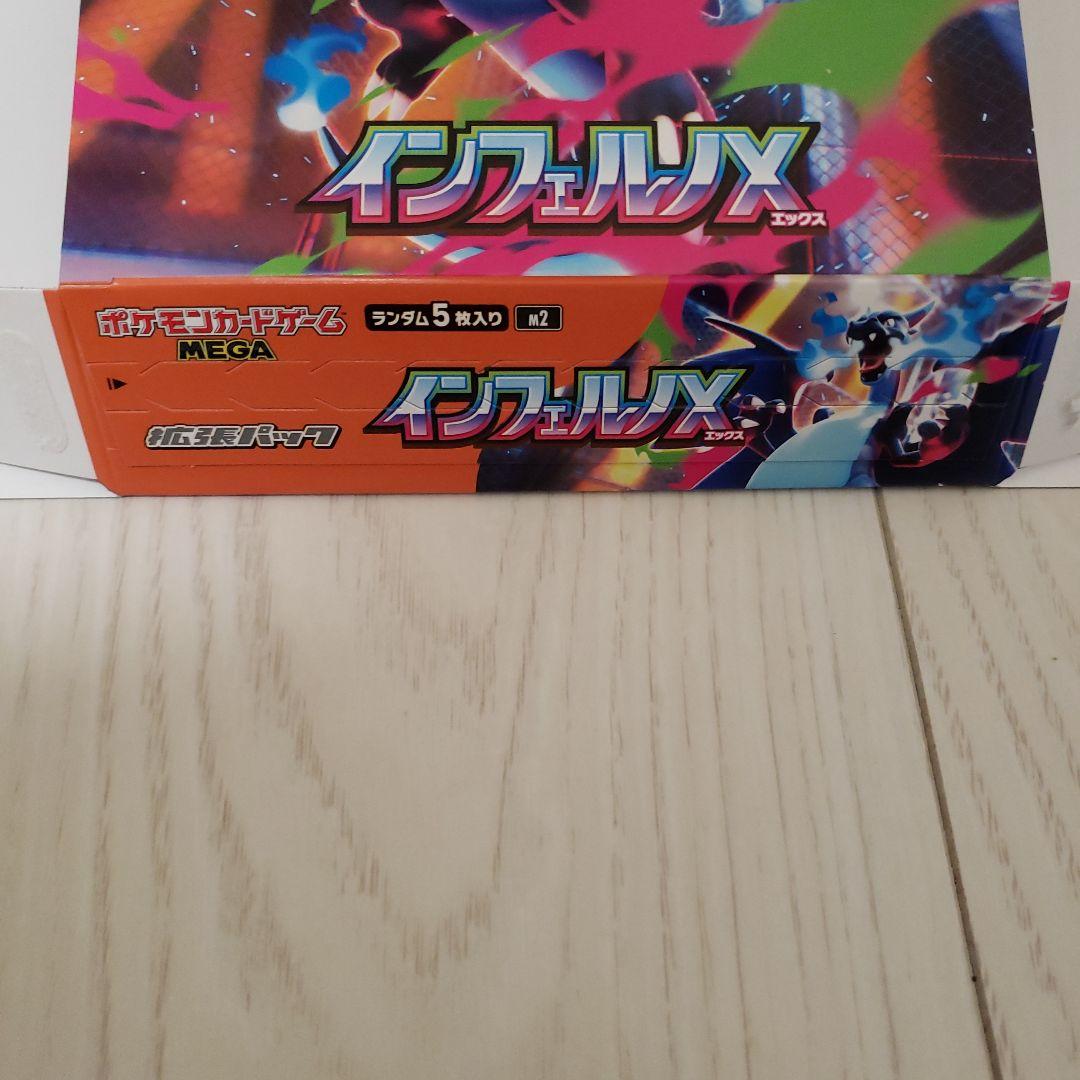 インフェルノX
エックス
ポケモンカードゲーム
MEGA
ランダム5枚入り
M2
拡張パック
インフェルノX
エックス